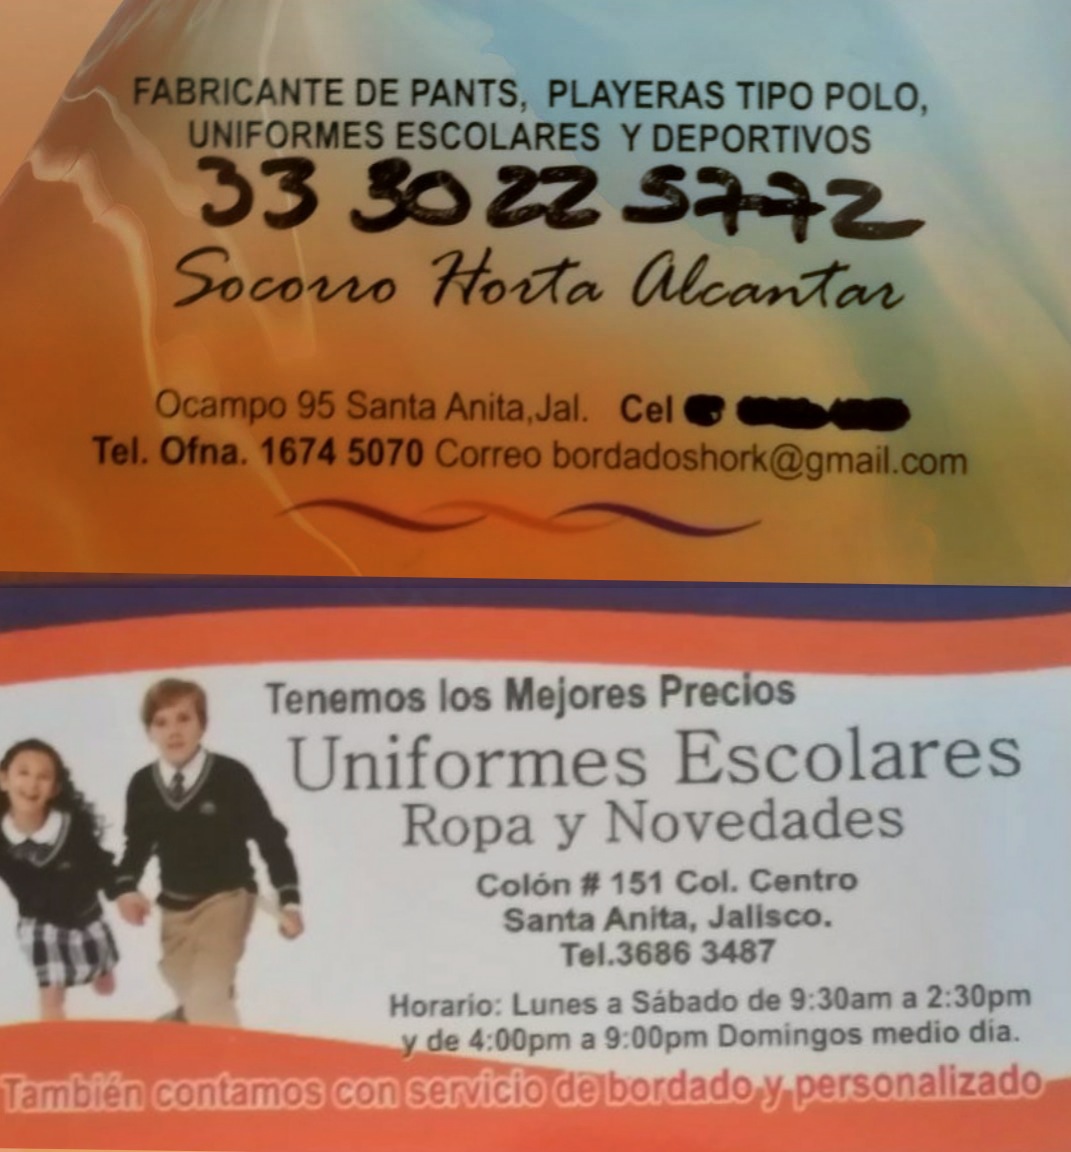 FABRICANTE DE PANTS, PLAYERAS TIPO POLO,
UNIFORMES ESCOLARES Y DEPORTIVOS
33 30 22 5772
Socorro Horta Alcantar
Ocampo 95 Santa Anita,Jal. Cel
Tel. Ofna. 1674 5070 Correo bordadoshork@gmail.com
Tenemos los Mejores Precios
Uniformes Escolares
Ropa y Novedades
Colón # 151 Col. Centro
Santa Anita, Jalisco.
Tel.3686 3487
Horario: Lunes a Sábado de 9:30am a 2:30pm
y de 4:00pm a 9:00pm Domingos medio dia.
También contamos con servicio de bordado y personalizado